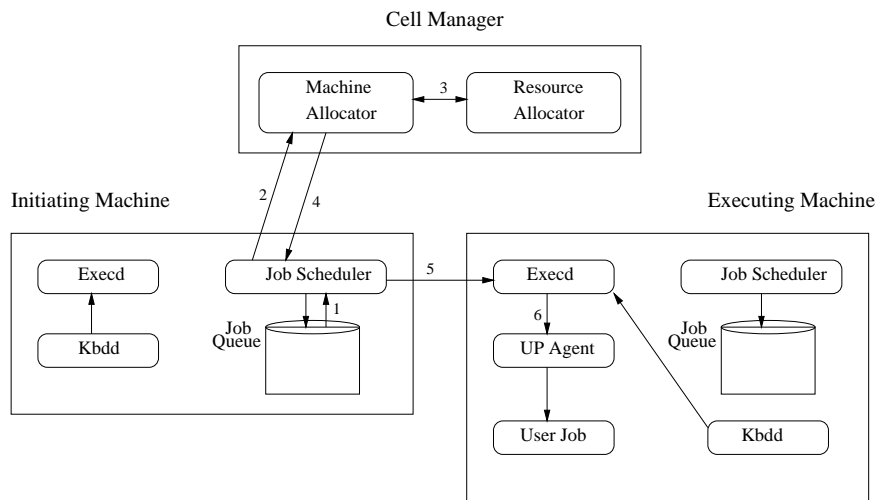 Cell Manager
Machine
Allocator
3
Resource
Allocator
2
4
Initiating Machine
Executing Machine
Execd
Job Scheduler
5
Execd
Job Scheduler
1
Job
Queue
Kbdd
6
UP Agent
Job
Queue
User Job
Kbdd